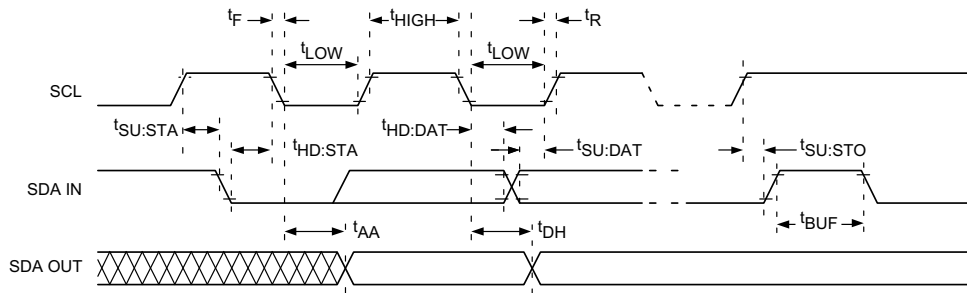 tF
tHIGH
tR
tLOW
tLOW
SCL
tSU:STA
tHD:STA
tHD:DAT
tSU:DAT
tSU:STO
SDA IN
tBUF
tAA
tDH
SDA OUT